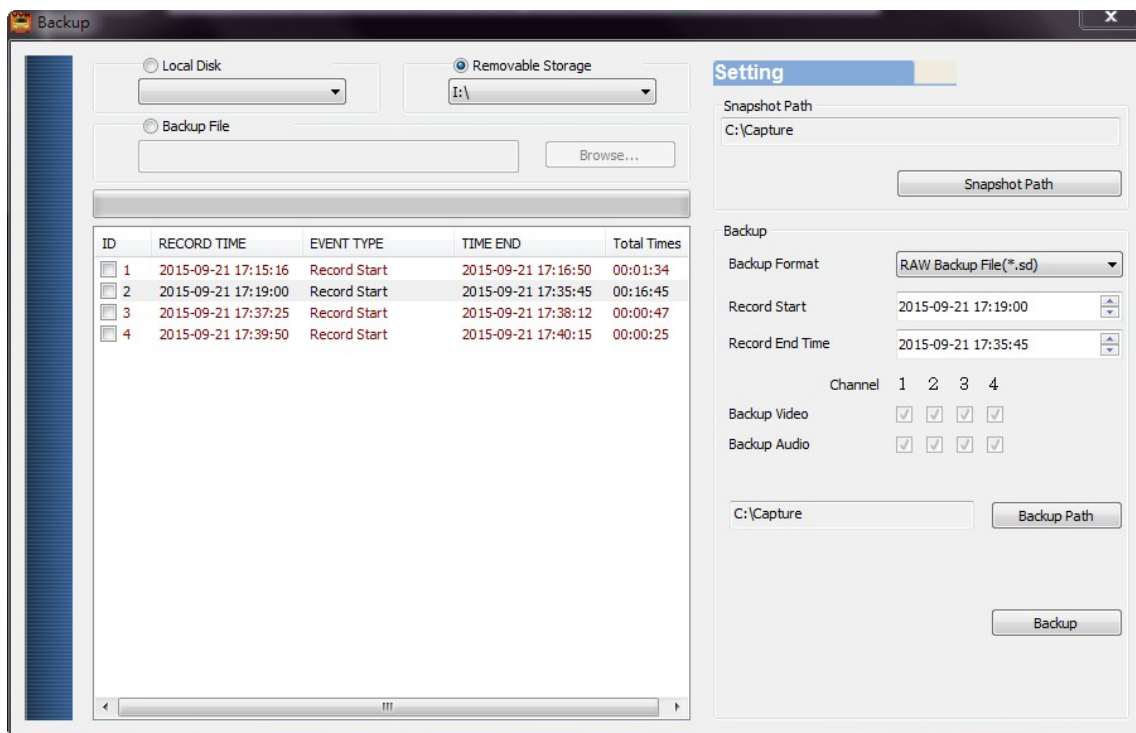 Backup
Local Disk
Removable Storage
I:\
Backup File
Browse...
ID RECORD TIME EVENT TYPE TIME END Total Times
1 2015-09-21 17:15:16 Record Start 2015-09-21 17:16:50 00:01:34
2 2015-09-21 17:19:00 Record Start 2015-09-21 17:35:45 00:16:45
3 2015-09-21 17:37:25 Record Start 2015-09-21 17:38:12 00:00:47
4 2015-09-21 17:39:50 Record Start 2015-09-21 17:40:15 00:00:25
Setting
Snapshot Path
C:\Capture
Snapshot Path
Backup
Backup Format RAW Backup File(*.sd)
Record Start 2015-09-21 17:19:00
Record End Time 2015-09-21 17:35:45
Channel 1 2 3 4
Backup Video
Backup Audio
C:\Capture Backup Path
Backup